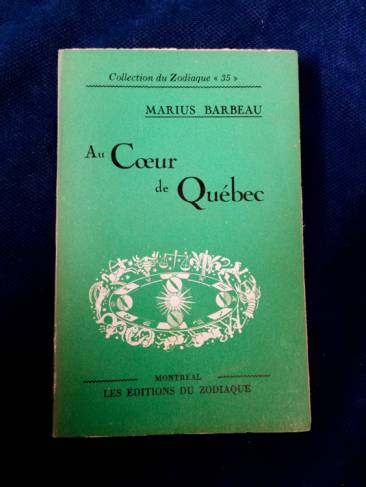 Collection du Zodiaque « 35 »
MARIUS BARBEAU
Au Cœur
de Québec
MONTRÉAL
LES ÉDITIONS DU ZODIAQUE